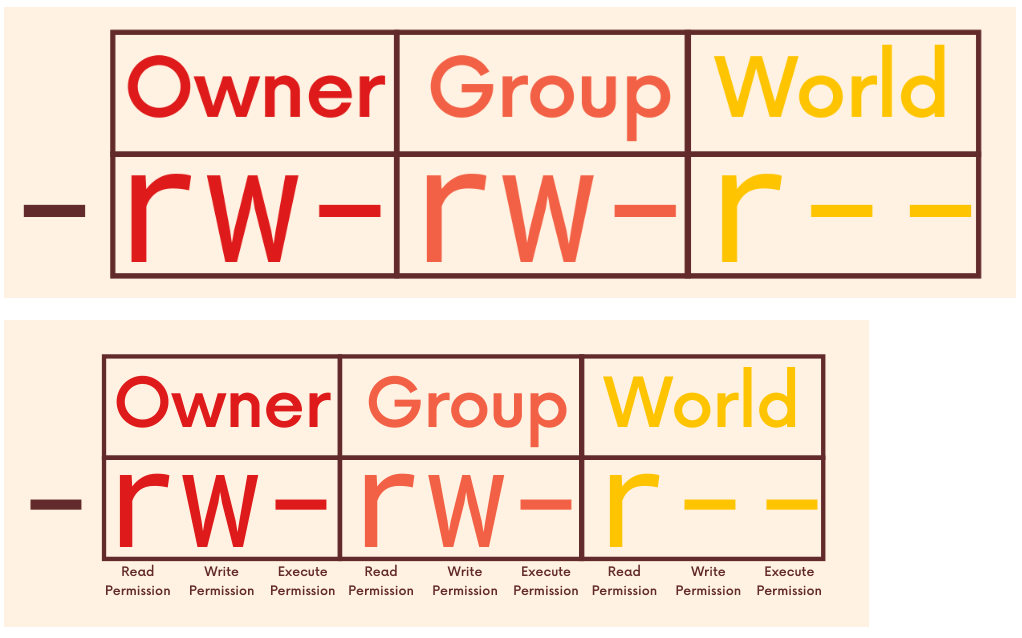 Owner Group World
- rw- rw- r--
Owner Group World
- rw- rw- r--
Read Write Execute Read Write Execute Read Write Execute
Permission Permission Permission Permission Permission Permission Permission Permission Permission